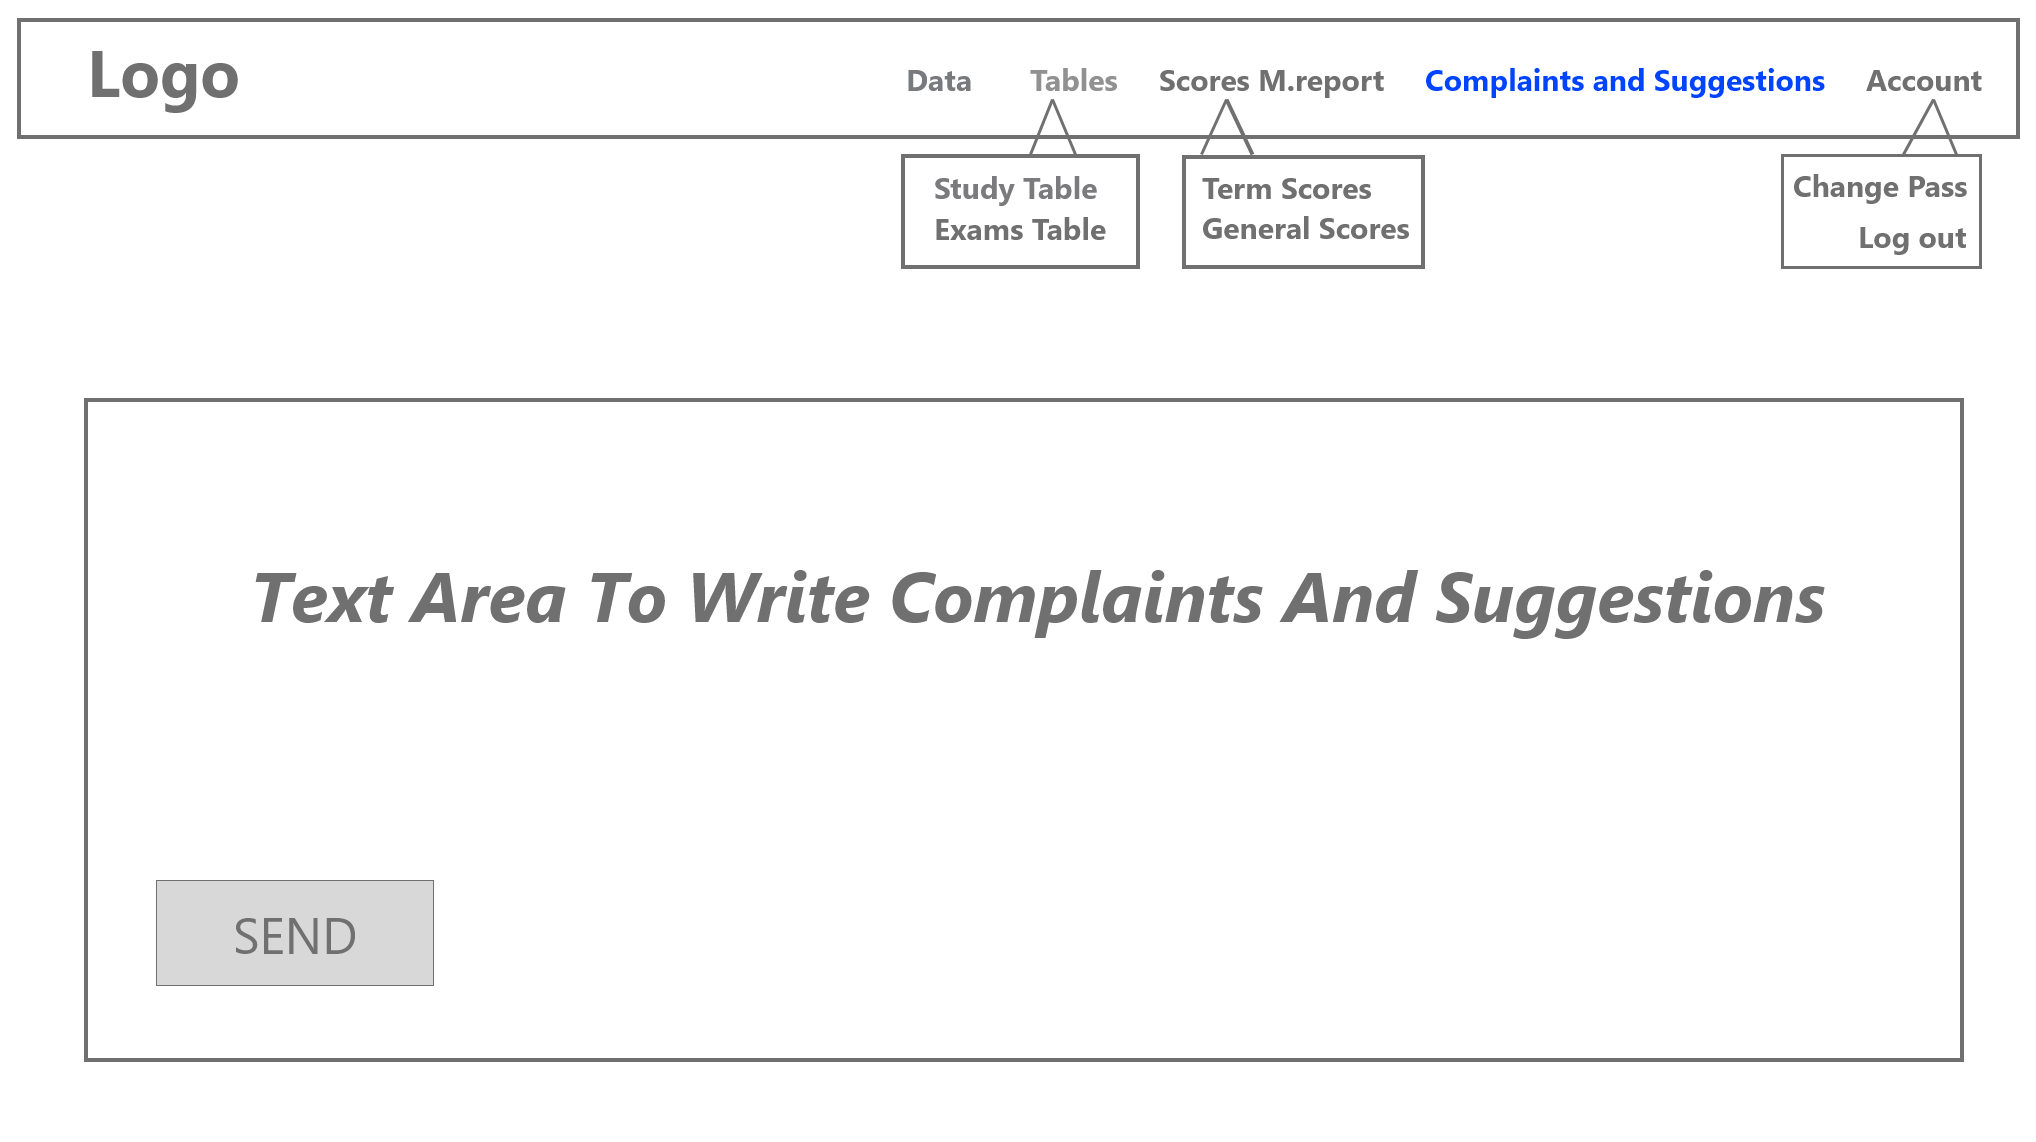 Logo
Data Tables Scores M.report Complaints and Suggestions Account
Study Table
Exams Table
Term Scores
General Scores
Change Pass
Log out
Text Area To Write Complaints And Suggestions
SEND